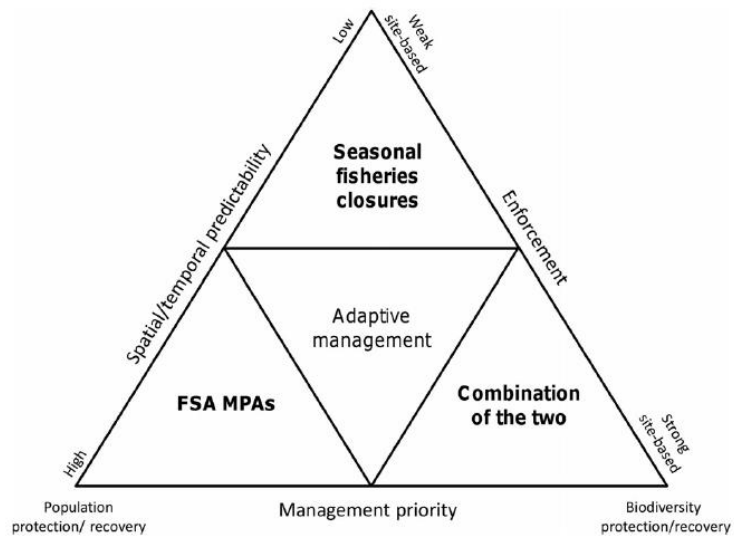 Low
Weak
site-based
Seasonal
fisheries
closures
Spatial/temporal predictability
Enforcement
Adaptive
management
FSA MPAs
Combination
of the two
High
Strong
site-based
Population
protection/ recovery
Management priority
Biodiversity
protection/recovery